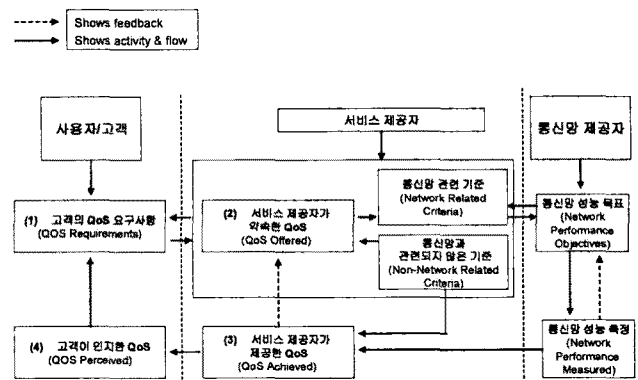 Shows feedback
Shows activity & flow
사용자/고객
서비스 제공자
통신망 제공자
(1) 고객의 QoS 요구사항
(QOS Requirements)
(2) 서비스 제공자가
약속한 QoS
(QoS Offered)
통신망 관련 기준
(Network Related
Criteria)
통신망과
관련되지 않은 기준
(Non-Network Related
Criteria)
통신망 성능 목표
(Network
Performance
Objectives)
(4) 고객이 인지한 QoS
(QOS Perceived)
(3) 서비스 제공자가
제공한 QoS
(QoS Achieved)
통신망 성능 측정
(Network
Performance
Measured)